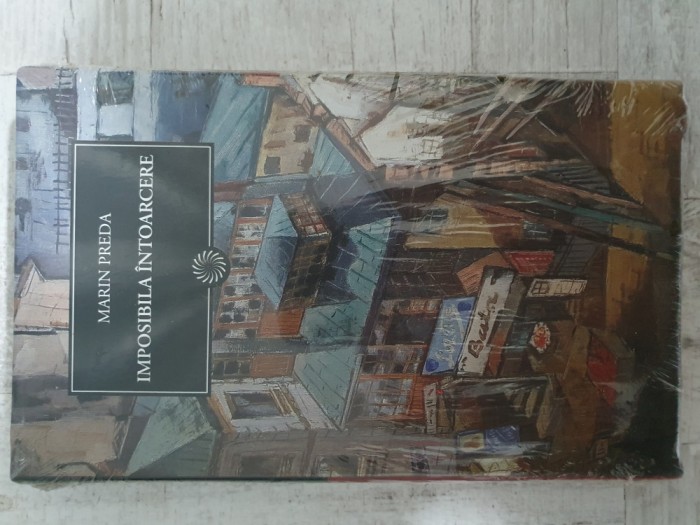 MARIN PREDA
IMPOSIBILA ÎNTOARCERE